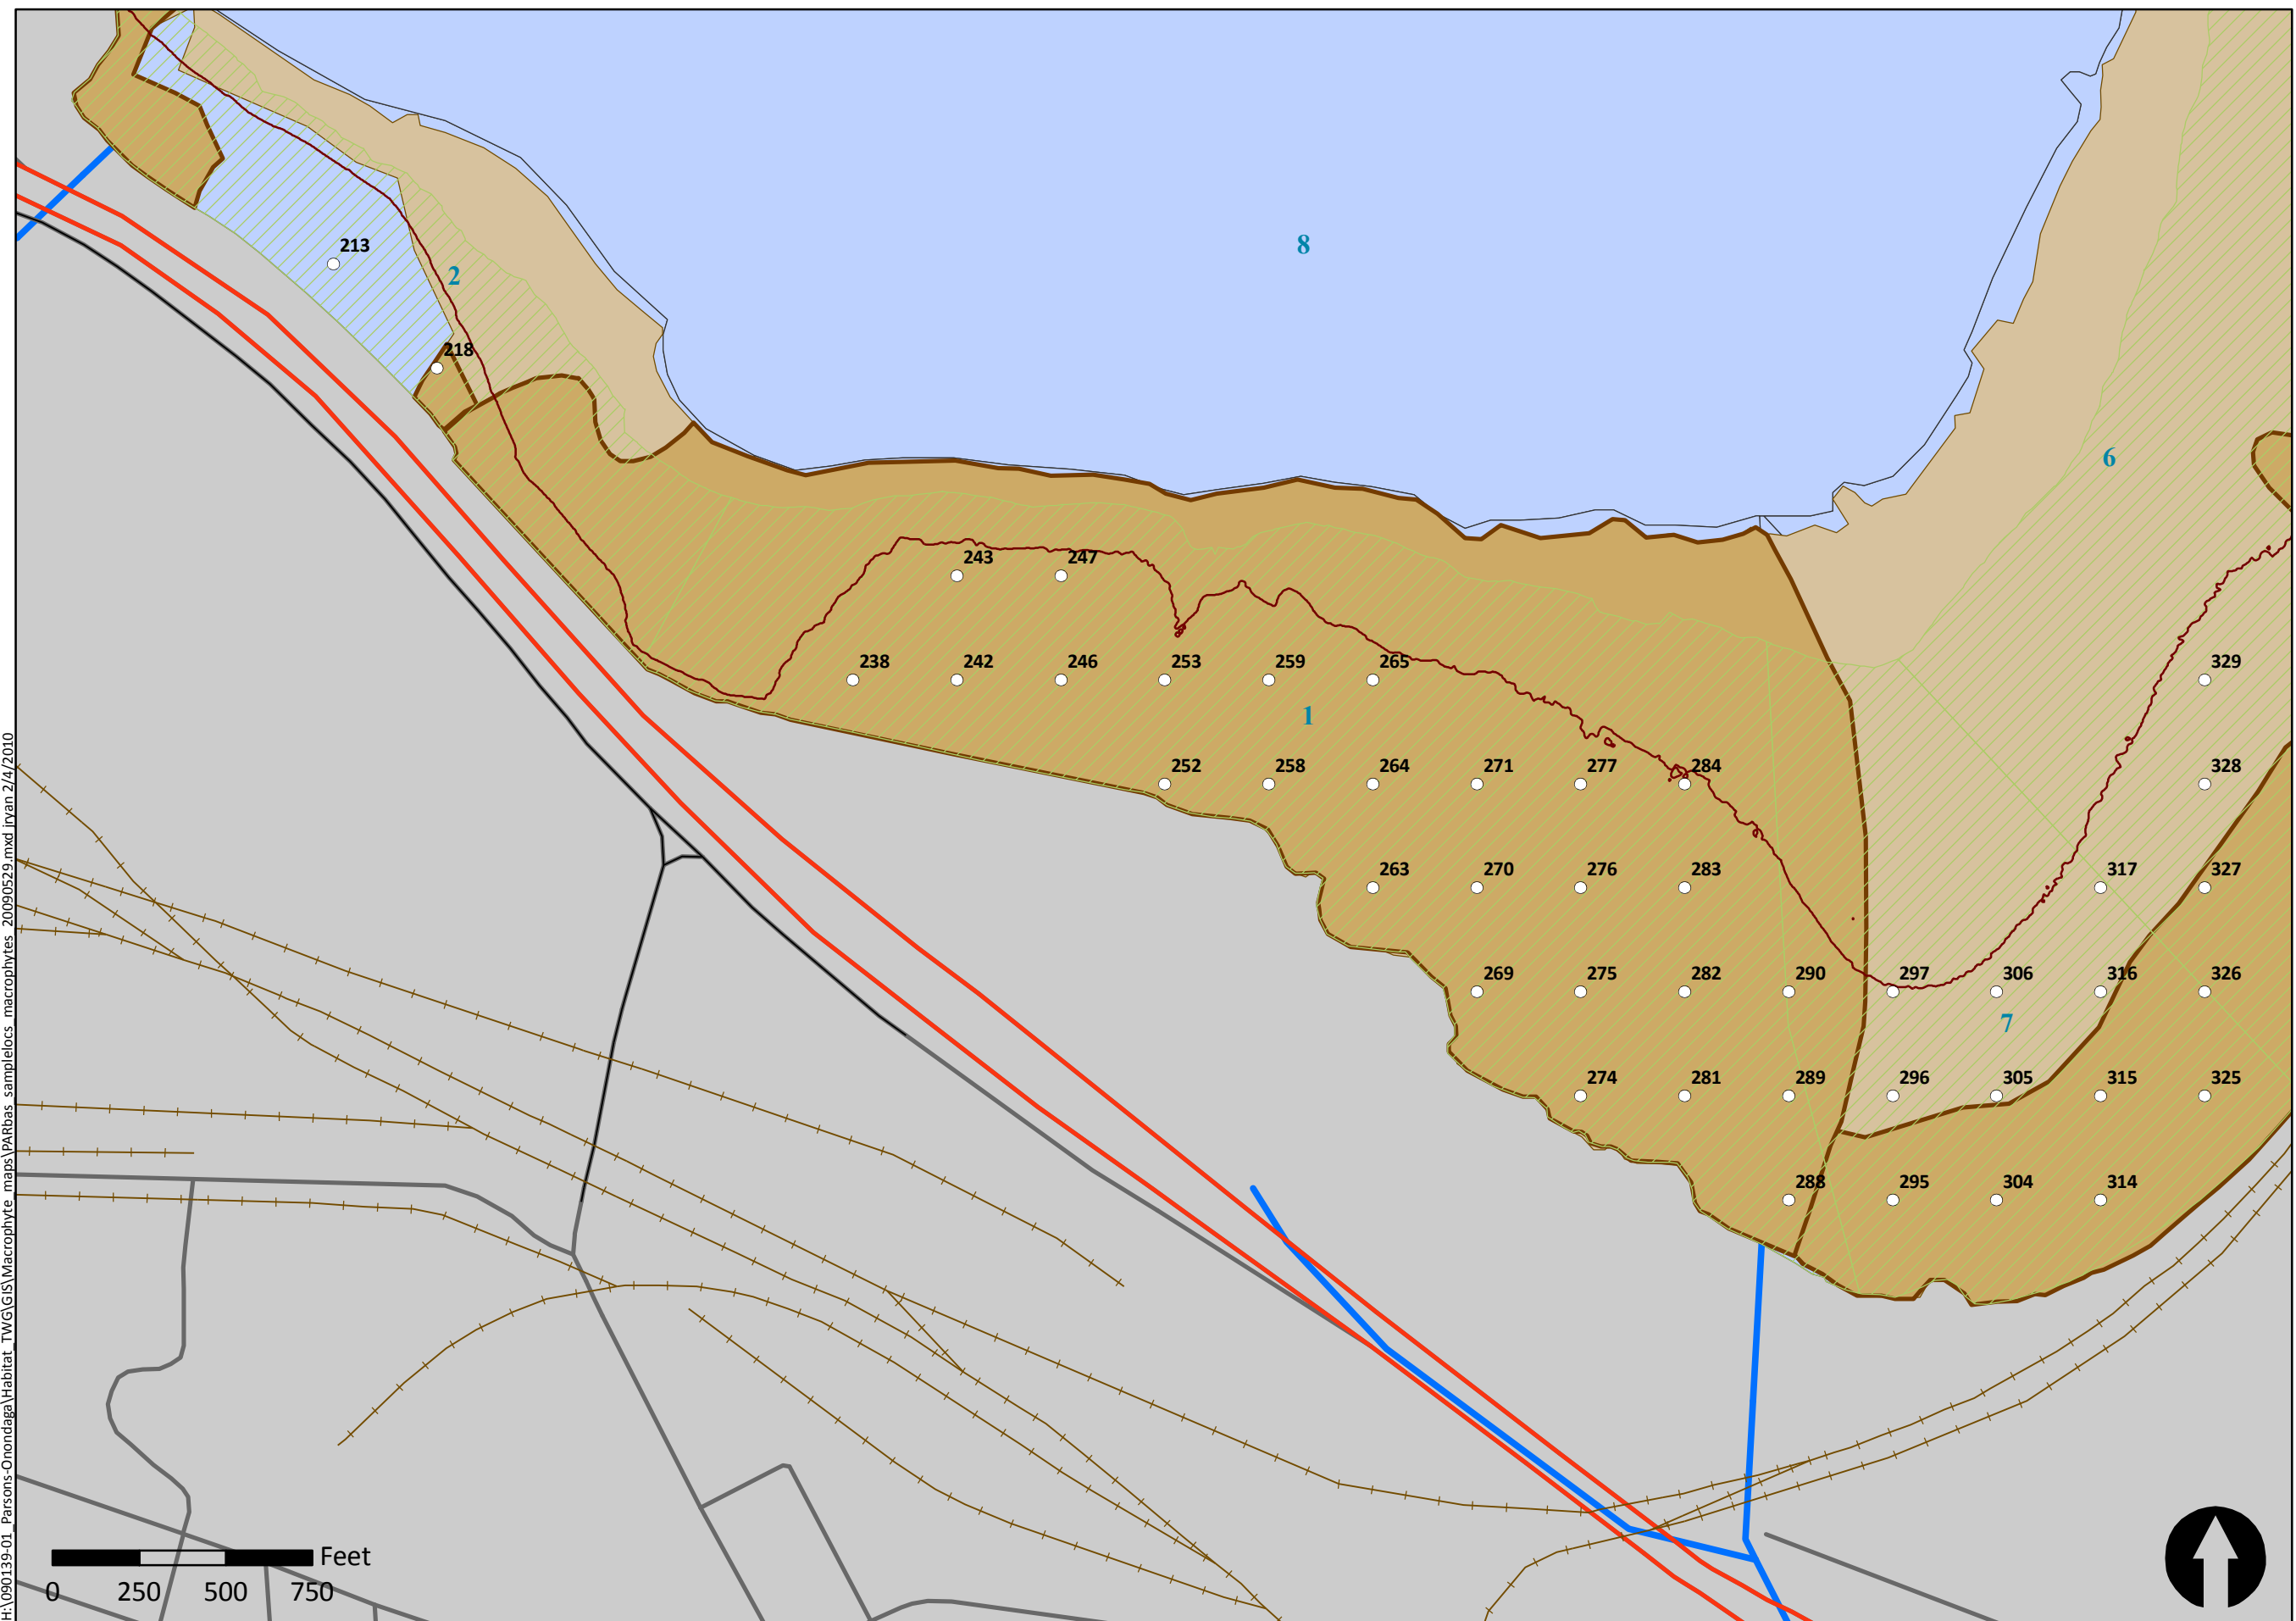 8
213
2
218
6
243 247
238 242 246 253 259 265 329
1
252 258 264 271 277 284 328
263 270 276 283 317 327
269 275 282 290 297 306 316 326
7
274 281 289 296 305 315 325
288 295 304 314
Feet
0 250 500 750
H:\090139-01_Parsons-Onondaga\Habitat_TWG\GIS\Macrophyte_maps\PARbas_samplelocs_macrophytes_20090529.mxd jryan 2/4/2010